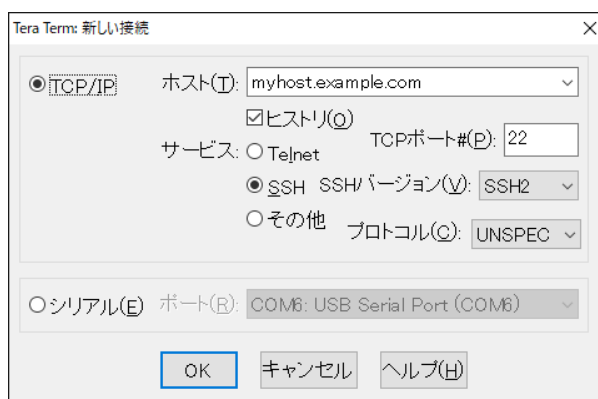 Tera Term: 新しい接続
TCP/IP ホスト(T): myhost.example.com
ヒストリ(O)
サービス: Telnet TCPポート#(P): 22
SSH SSHバージョン(V): SSH2
その他 プロトコル(C): UNSPEC
シリアル(E) ポート(R): COM6: USB Serial Port (COM6)
OK キャンセル ヘルプ(H)